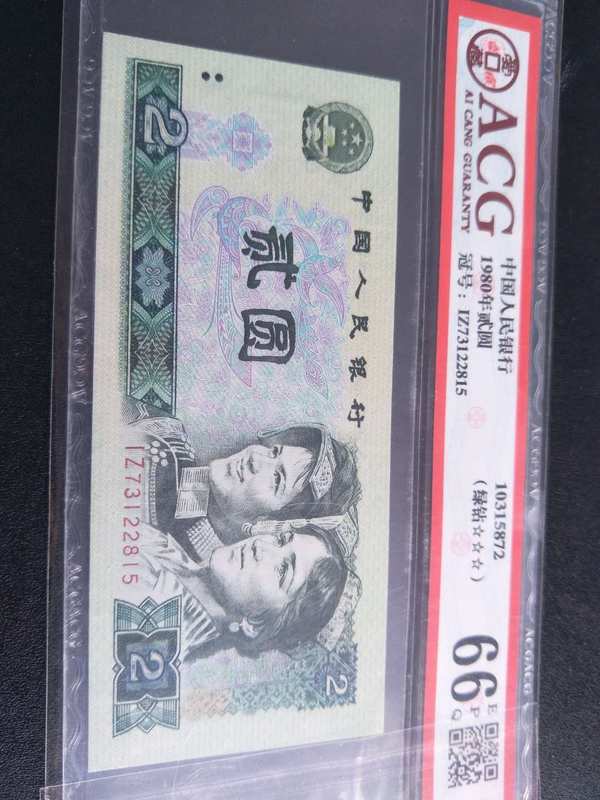 ACG
AI CANG GUARANTY
中国人民银行
1980年贰圆
冠号：IZ73122815
10315872
（绿钻☆☆☆）
66
EPQ
中国人民银行
2
贰圆
IZ73122815
2
2